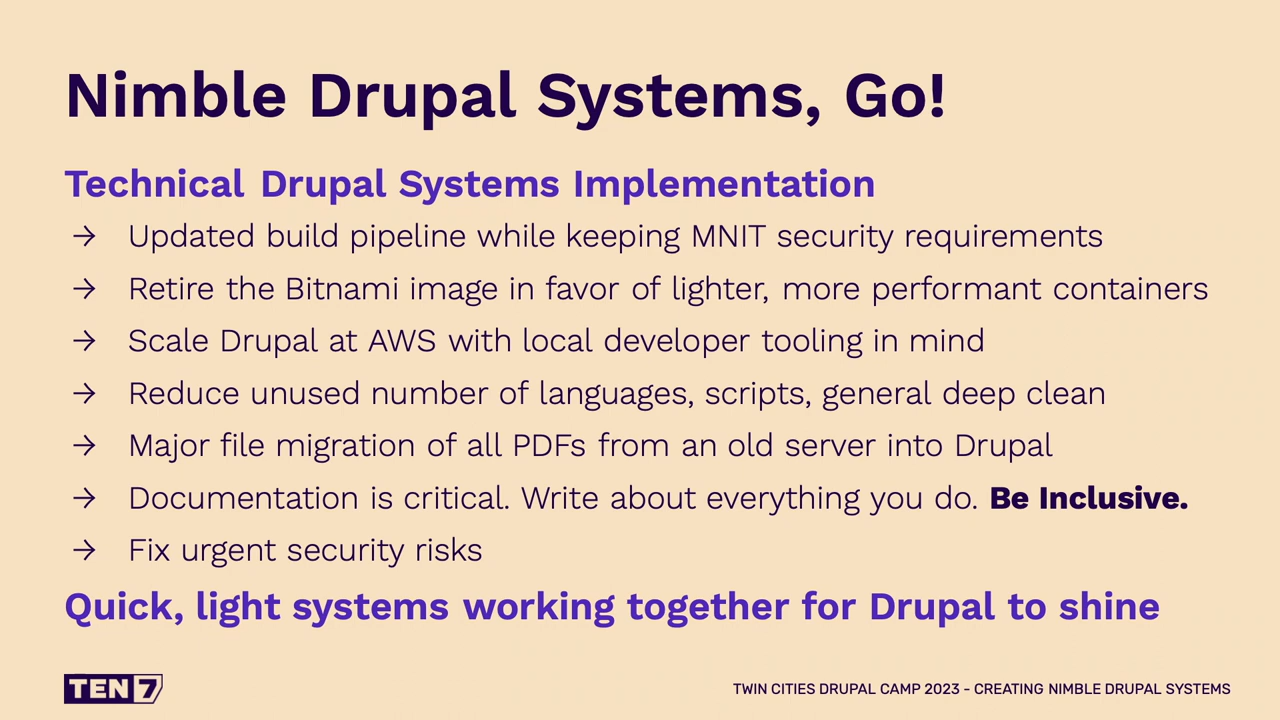 Nimble Drupal Systems, Go!
Technical Drupal Systems Implementation
→ Updated build pipeline while keeping MNIT security requirements
→ Retire the Bitnami image in favor of lighter, more performant containers
→ Scale Drupal at AWS with local developer tooling in mind
→ Reduce unused number of languages, scripts, general deep clean
→ Major file migration of all PDFs from an old server into Drupal
→ Documentation is critical. Write about everything you do. Be Inclusive.
→ Fix urgent security risks
Quick, light systems working together for Drupal to shine
TEN7
TWIN CITIES DRUPAL CAMP 2023 - CREATING NIMBLE DRUPAL SYSTEMS